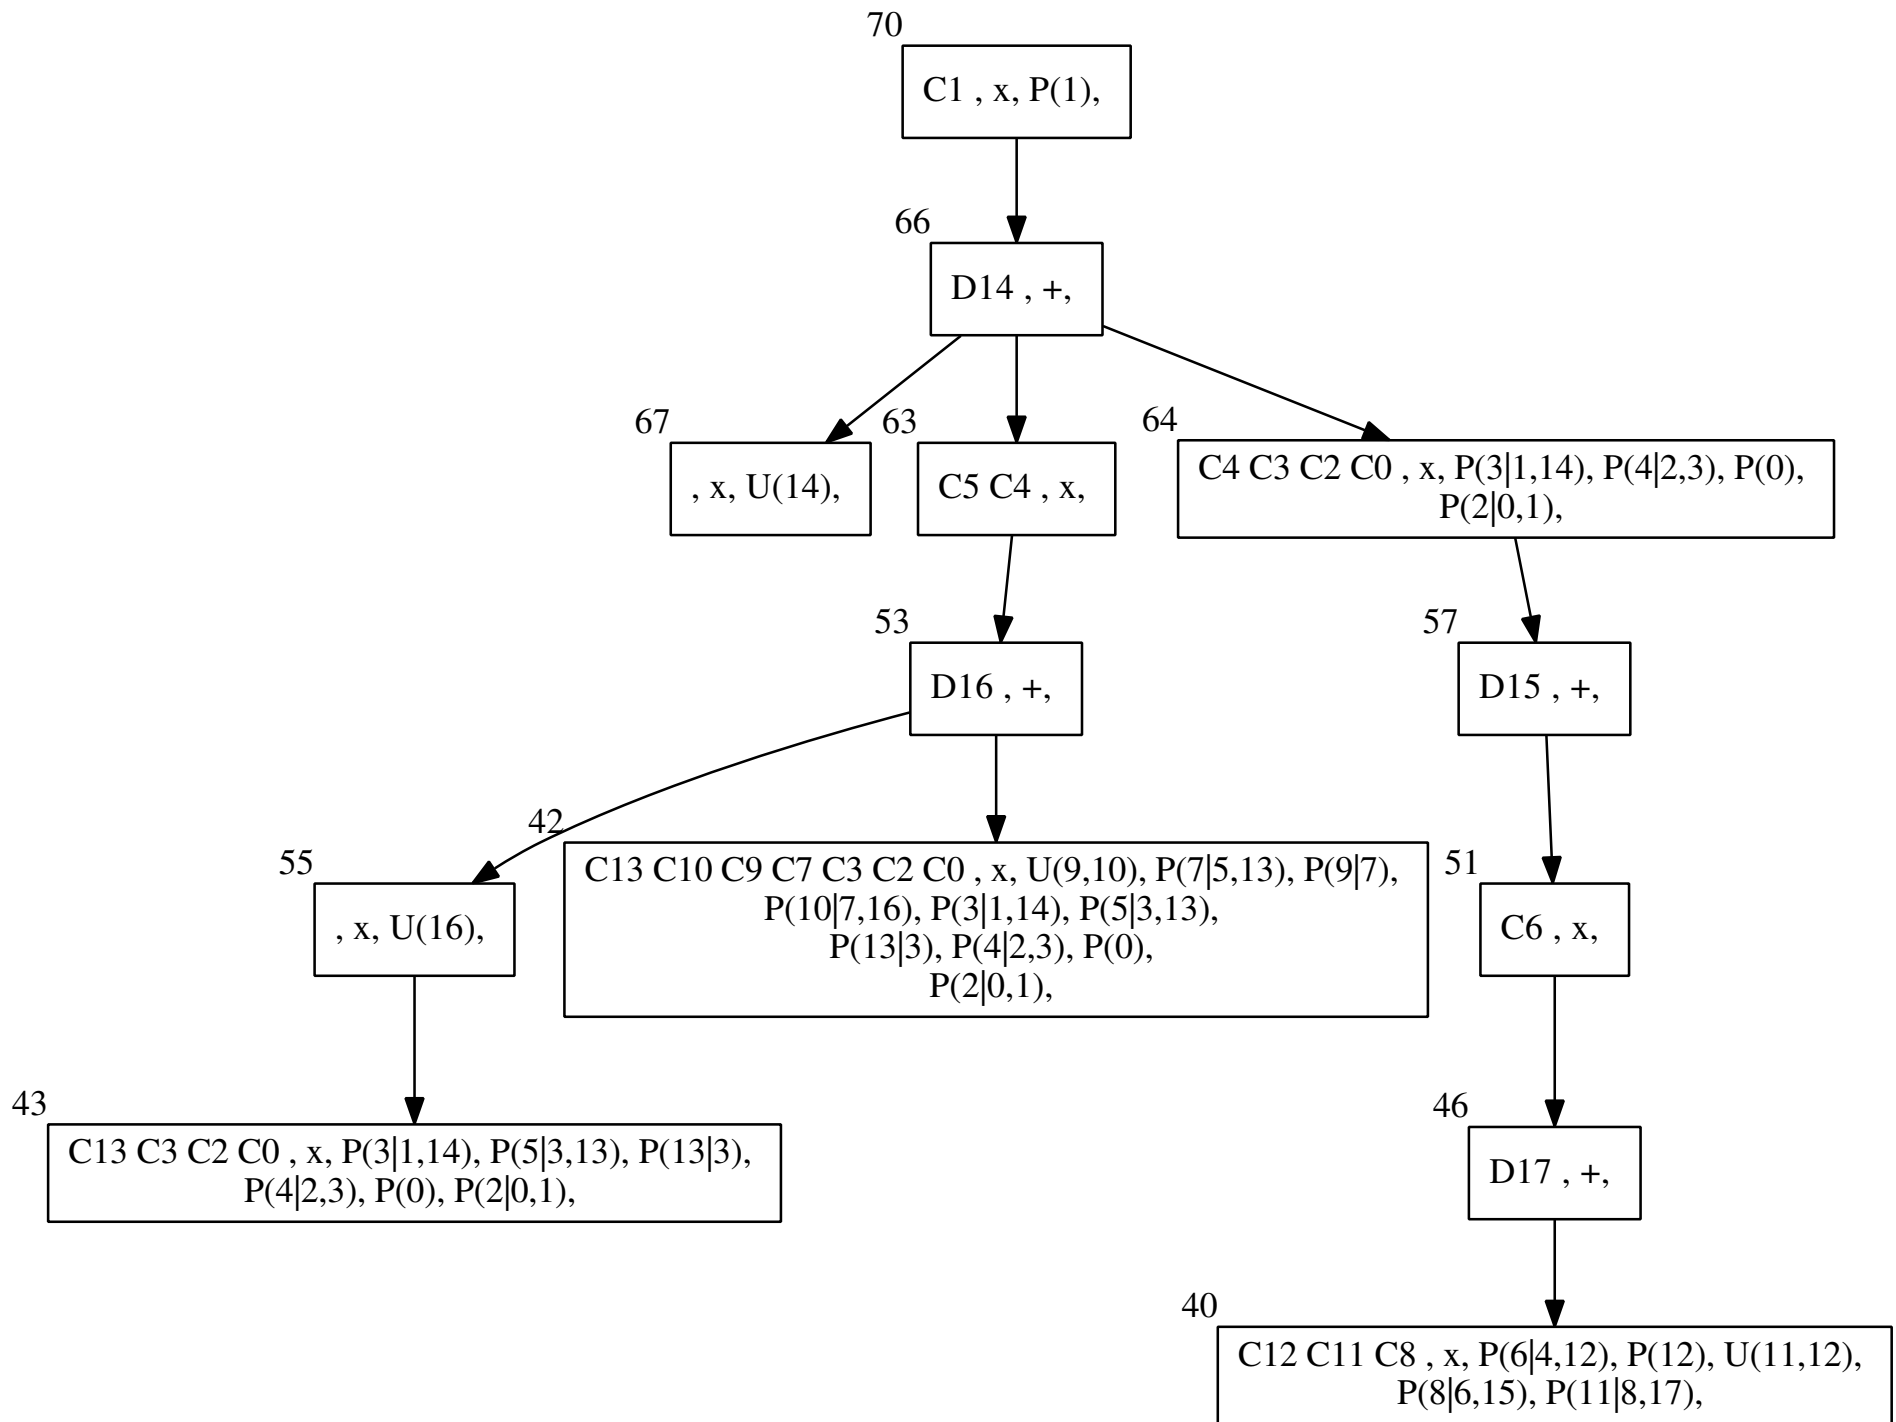 70
C1 , x, P(1),
66
D14 , +,
67
, x, U(14),
63
C5 C4 , x,
64
C4 C3 C2 C0 , x, P(3|1,14), P(4|2,3), P(0),
P(2|0,1),
53
D16 , +,
57
D15 , +,
55
, x, U(16),
42
C13 C10 C9 C7 C3 C2 C0 , x, U(9,10), P(7|5,13), P(9|7),
P(10|7,16), P(3|1,14), P(5|3,13),
P(13|3), P(4|2,3), P(0),
P(2|0,1),
51
C6 , x,
43
C13 C3 C2 C0 , x, P(3|1,14), P(5|3,13), P(13|3),
P(4|2,3), P(0), P(2|0,1),
46
D17 , +,
40
C12 C11 C8 , x, P(6|4,12), P(12), U(11,12),
P(8|6,15), P(11|8,17),